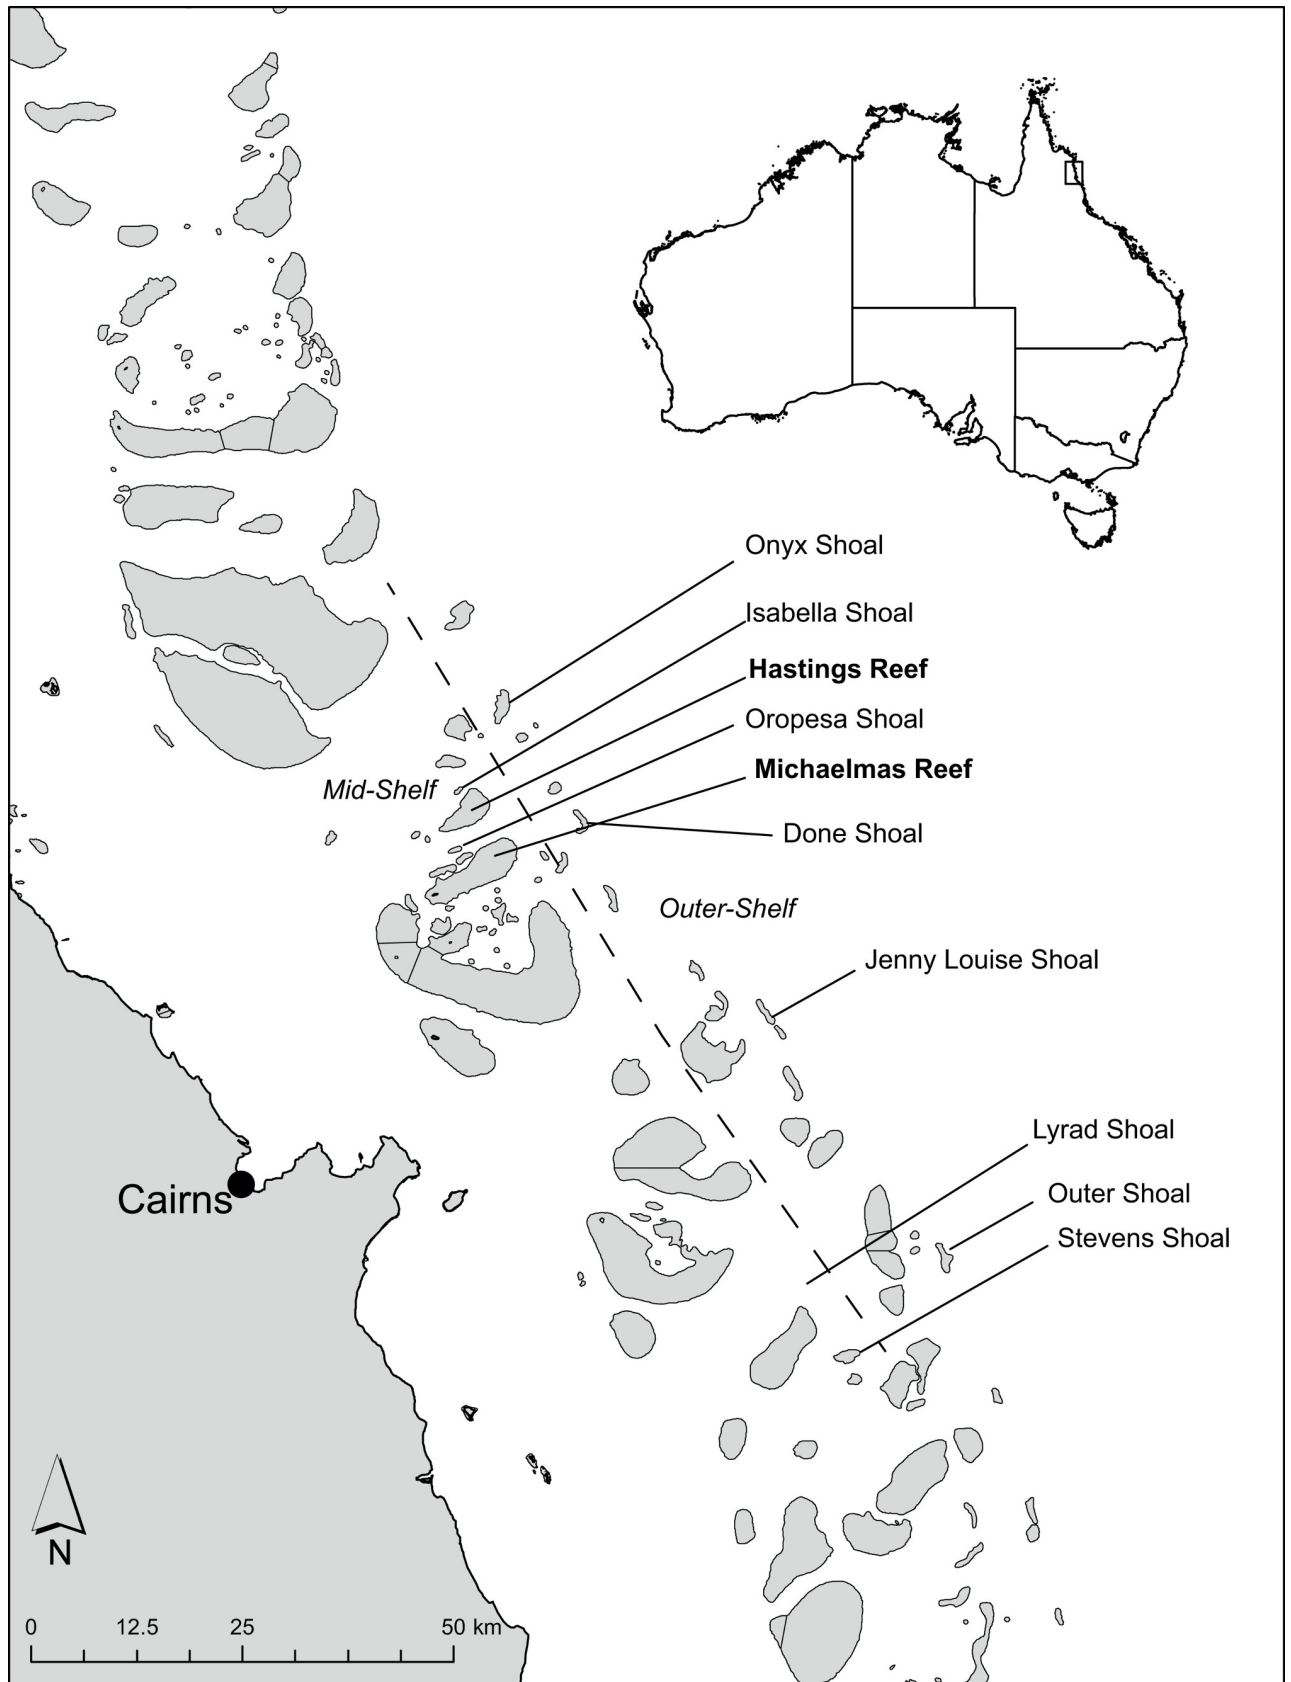 Onyx Shoal
Isabella Shoal
Hastings Reef
Oropesa Shoal
Michaelmas Reef
Mid-Shelf
Done Shoal
Outer-Shelf
Jenny Louise Shoal
Lyrad Shoal
Outer Shoal
Cairns
Stevens Shoal
N
0 12.5 25 50 km